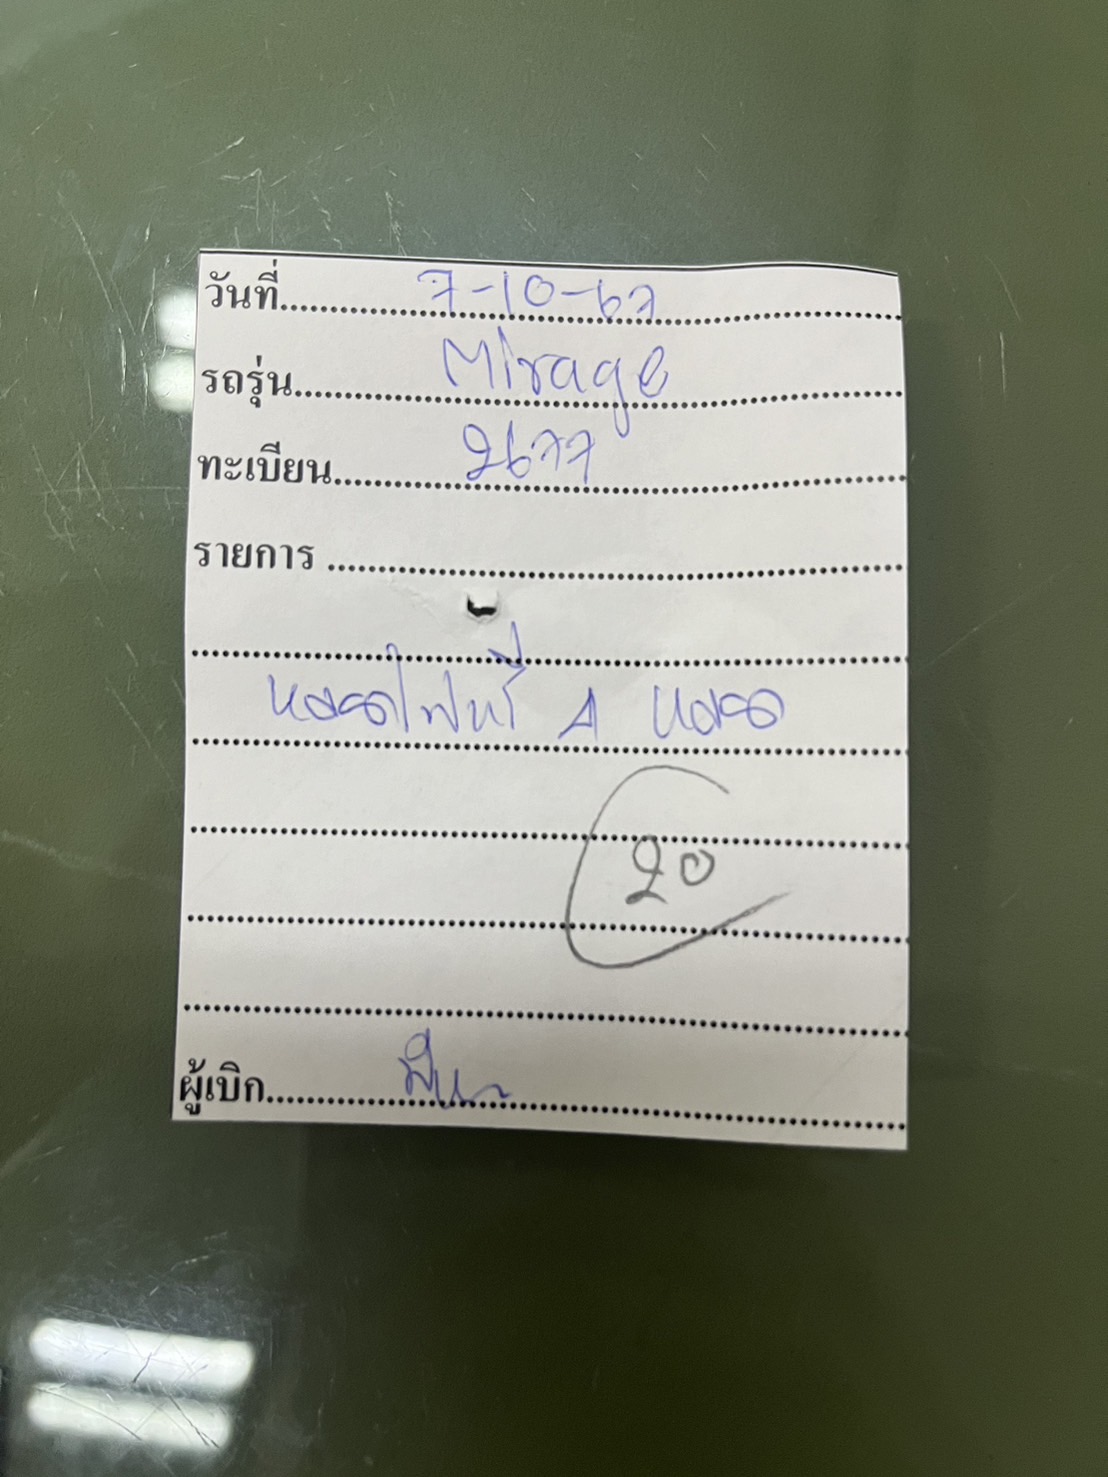 วันที่ 7-10-67
รถรุ่น Mirage
ทะเบียน 2677
รายการ
หลอดไฟหรี่ 4 หลอด
20
ผู้เบิก